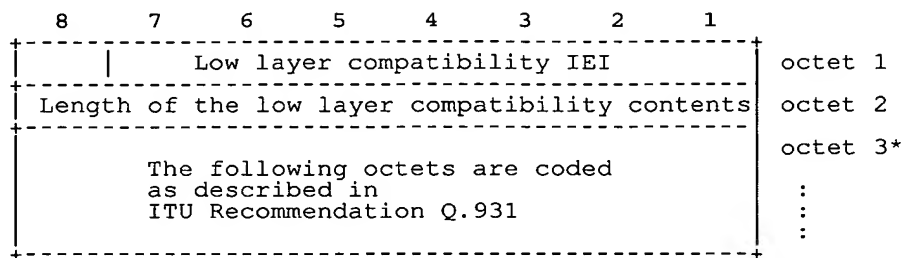 8 7 6 5 4 3 2 1
Low layer compatibility IEI octet 1
Length of the low layer compatibility contents octet 2
octet 3*
The following octets are coded
as described in
ITU Recommendation Q.931